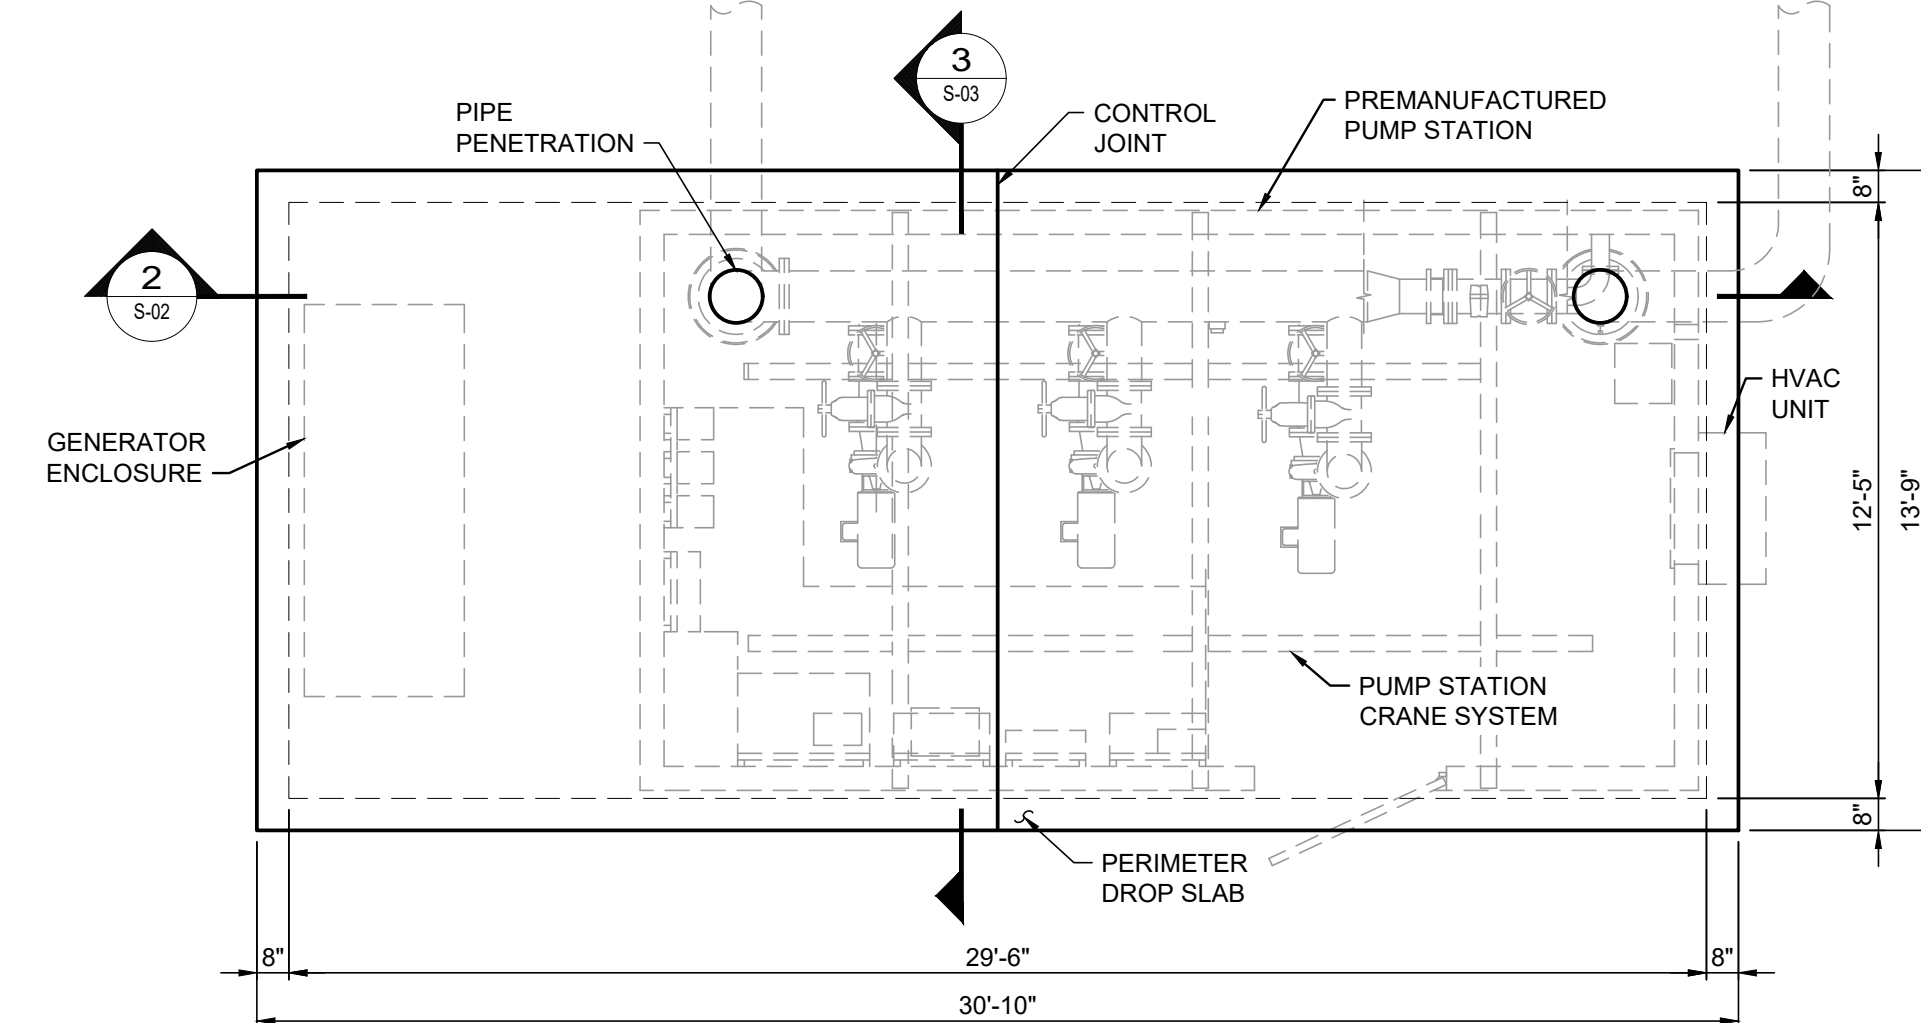 3
S-03
PIPE
PENETRATION
CONTROL
JOINT
PREMANUFACTURED
PUMP STATION
8"
2
S-02
HVAC
UNIT
GENERATOR
ENCLOSURE
12'-5"
13'-9"
PUMP STATION
CRANE SYSTEM
8"
PERIMETER
DROP SLAB
8"
29'-6"
8"
30'-10"